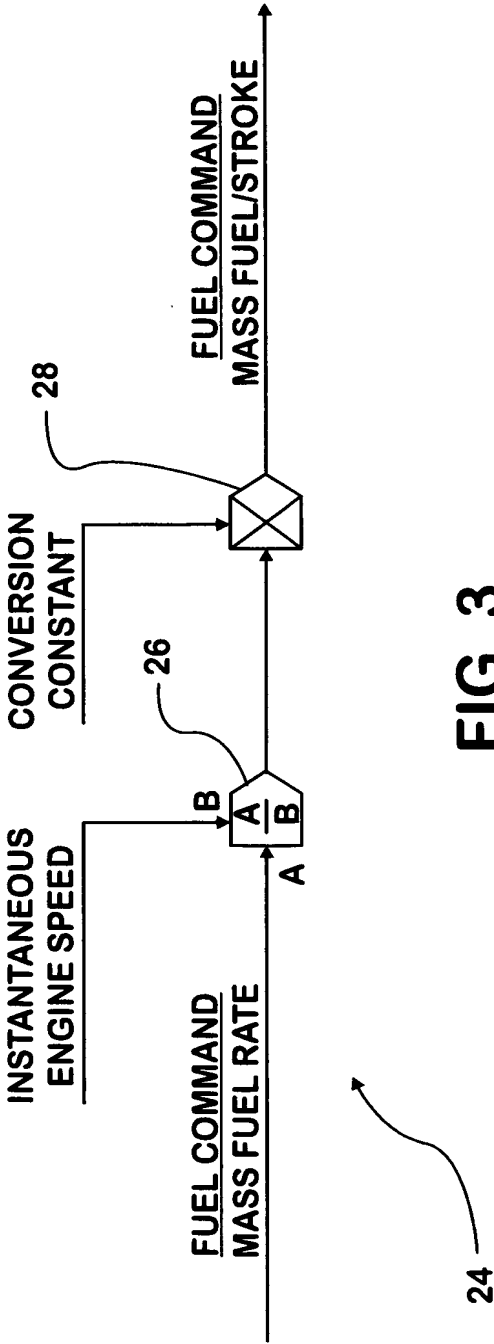 INSTANTANEOUS
ENGINE SPEED
CONVERSION
CONSTANT
28
26
B
A
B
A
FUEL COMMAND
MASS FUEL RATE
FUEL COMMAND
MASS FUEL/STROKE
24
FIG. 3